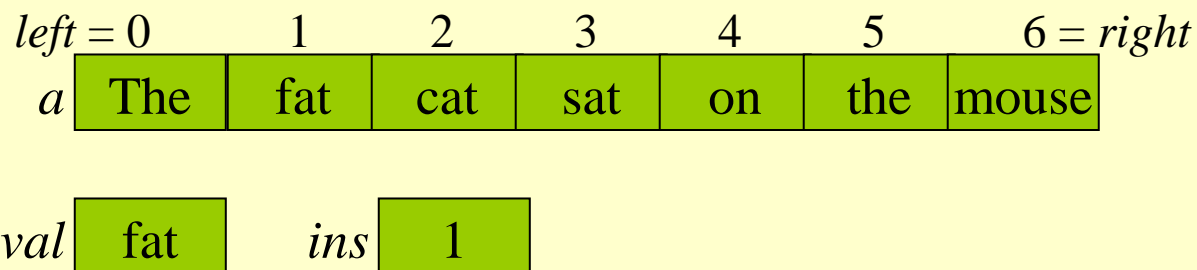 left = 0 1 2 3 4 5 6 = right
a The fat cat sat on the mouse
val fat ins 1